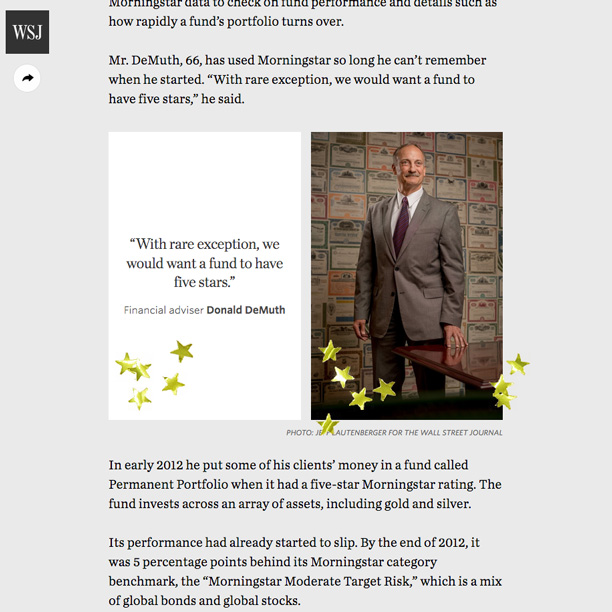 Morningstar data to check on fund performance and details such as
how rapidly a fund's portfolio turns over.
WSJ
Mr. DeMuth, 66, has used Morningstar so long he can't remember
when he started. “With rare exception, we would want a fund to
have five stars,” he said.
“With rare exception, we
would want a fund to have
five stars.”
Financial adviser Donald DeMuth
PHOTO: LAUTENBERGER FOR THE WALL STREET JOURNAL
In early 2012 he put some of his clients' money in a fund called
Permanent Portfolio when it had a five-star Morningstar rating. The
fund invests across an array of assets, including gold and silver.
Its performance had already started to slip. By the end of 2012, it
was 5 percentage points behind its Morningstar category
benchmark, the “Morningstar Moderate Target Risk,” which is a mix
of global bonds and global stocks.